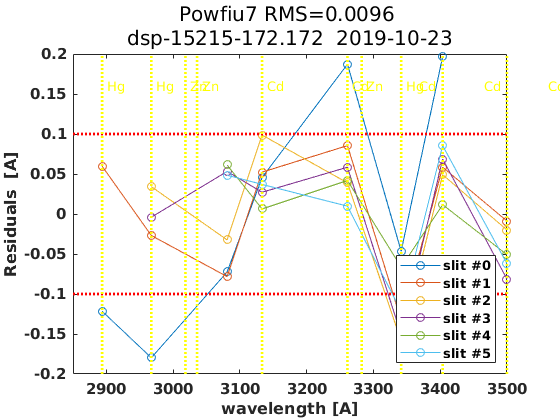 Powfiu7 RMS=0.0096
dsp-15215-172.172  2019-10-23
0.2
0.15
0.1
0.05
0
-0.05
-0.1
-0.15
-0.2
Residuals  [A]
Hg
Hg
Zn
Zn
Cd
Cd
Zn
Hg
Cd
Cd
slit #0
slit #1
slit #2
slit #3
slit #4
slit #5
2900
3000
3100
3200
3300
3400
3500
wavelength [A]